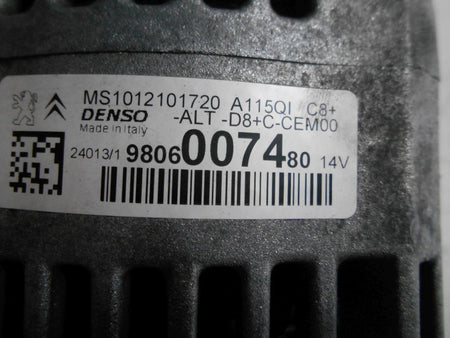 MS1012101720 A115QI C8+
DENSO -ALT -D8+C-CEM00
Made in Italy
24013/1 9806007480 14V